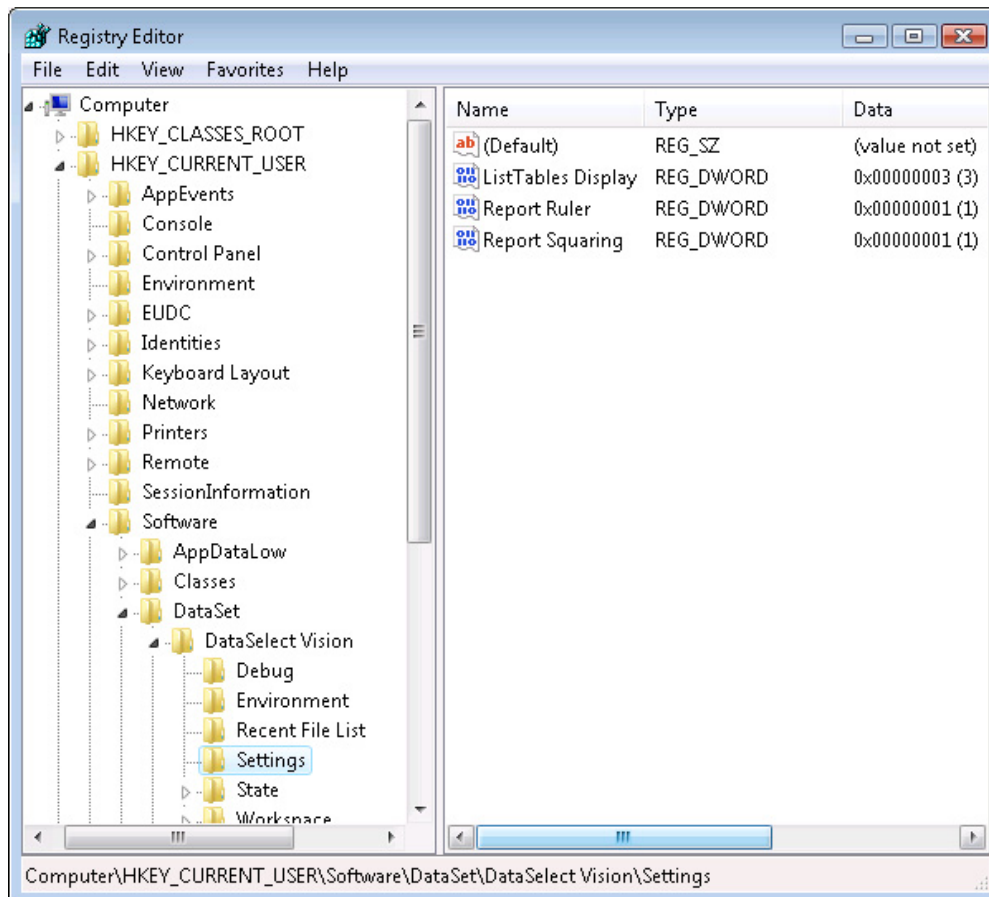 Registry Editor
File Edit View Favorites Help
Computer
HKEY_CLASSES_ROOT
HKEY_CURRENT_USER
AppEvents
Console
Control Panel
Environment
EUDC
Identities
Keyboard Layout
Network
Printers
Remote
SessionInformation
Software
AppDataLow
Classes
DataSet
DataSelect Vision
Debug
Environment
Recent File List
Settings
State
Workspace
Name Type Data
(Default) REG_SZ (value not set)
ListTables Display REG_DWORD 0x00000003 (3)
Report Ruler REG_DWORD 0x00000001 (1)
Report Squaring REG_DWORD 0x00000001 (1)
Computer\HKEY_CURRENT_USER\Software\DataSet\DataSelect Vision\Settings